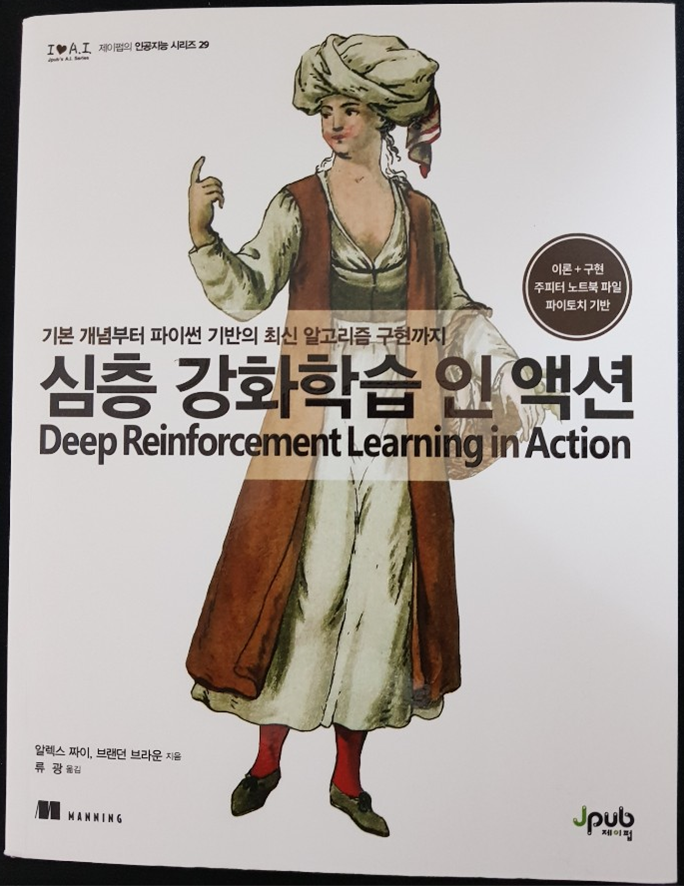 I♥A.I. 제이펍의 인공지능 시리즈 29
Jpub's A.I. Series
이론 + 구현
주피터 노트북 파일
파이토치 기반
기본 개념부터 파이썬 기반의 최신 알고리즘 구현까지
심층 강화학습 인 액션
Deep Reinforcement Learning in Action
알렉스 짜이, 브랜던 브라운 지음
류 광 옮김
MANNING
Jpub
제이펍